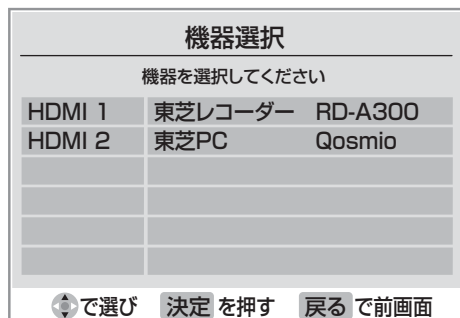 機器選択
機器を選択してください
HDMI 1 東芝レコーダー RD-A300
HDMI 2 東芝PC Qosmio
で選び 決定 を押す 戻る で前画面